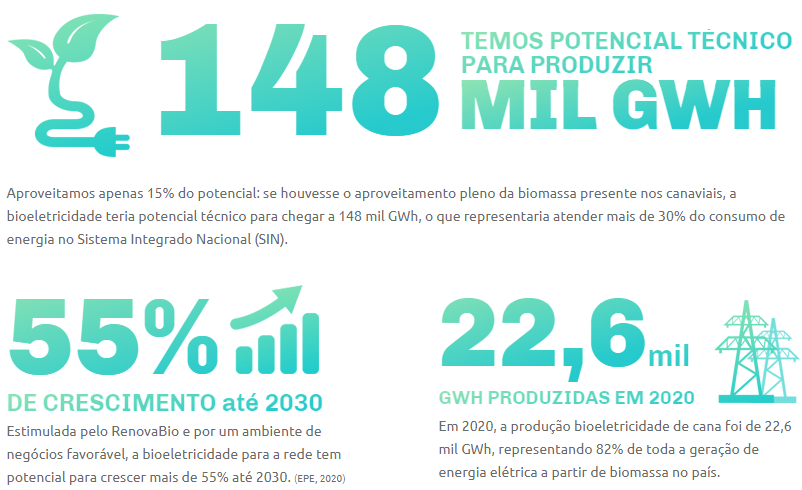 148
TEMOS POTENCIAL TÉCNICO
PARA PRODUZIR
MIL GWH
Aproveitamos apenas 15% do potencial: se houvesse o aproveitamento pleno da biomassa presente nos canaviais, a
bioeletricidade teria potencial técnico para chegar a 148 mil GWh, o que representaria atender mais de 30% do consumo de
energia no Sistema Integrado Nacional (SIN).
55%
DE CRESCIMENTO até 2030
Estimulada pelo RenovaBio e por um ambiente de
negócios favorável, a bioeletricidade para a rede tem
potencial para crescer mais de 55% até 2030. (EPE, 2020)
22,6 mil
GWH PRODUZIDAS EM 2020
Em 2020, a produção bioeletricidade de cana foi de 22,6
mil GWh, representando 82% de toda a geração de
energia elétrica a partir de biomassa no país.